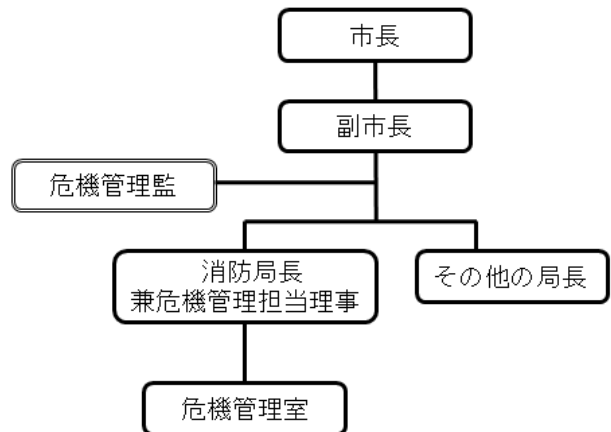 市長
副市長
危機管理監
消防局長
兼危機管理担当理事
その他の局長
危機管理室